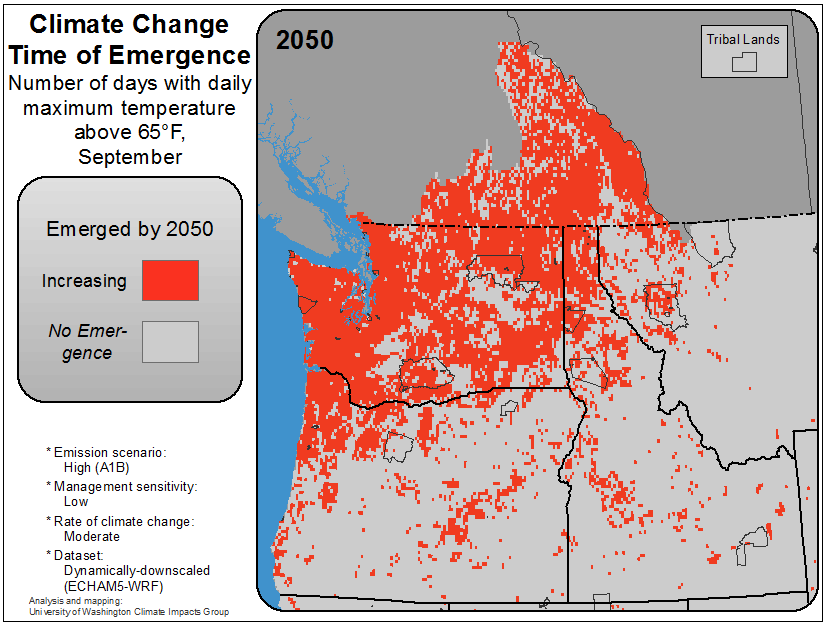 Climate Change
Time of Emergence
Number of days with daily
maximum temperature
above 65°F,
September
Emerged by 2050
Increasing
No Emer-
gence
* Emission scenario:
High (A1B)
* Management sensitivity:
Low
* Rate of climate change:
Moderate
* Dataset:
Dynamically-downscaled
(ECHAM5-WRF)
Analysis and mapping:
University of Washington Climate Impacts Group
2050
Tribal Lands